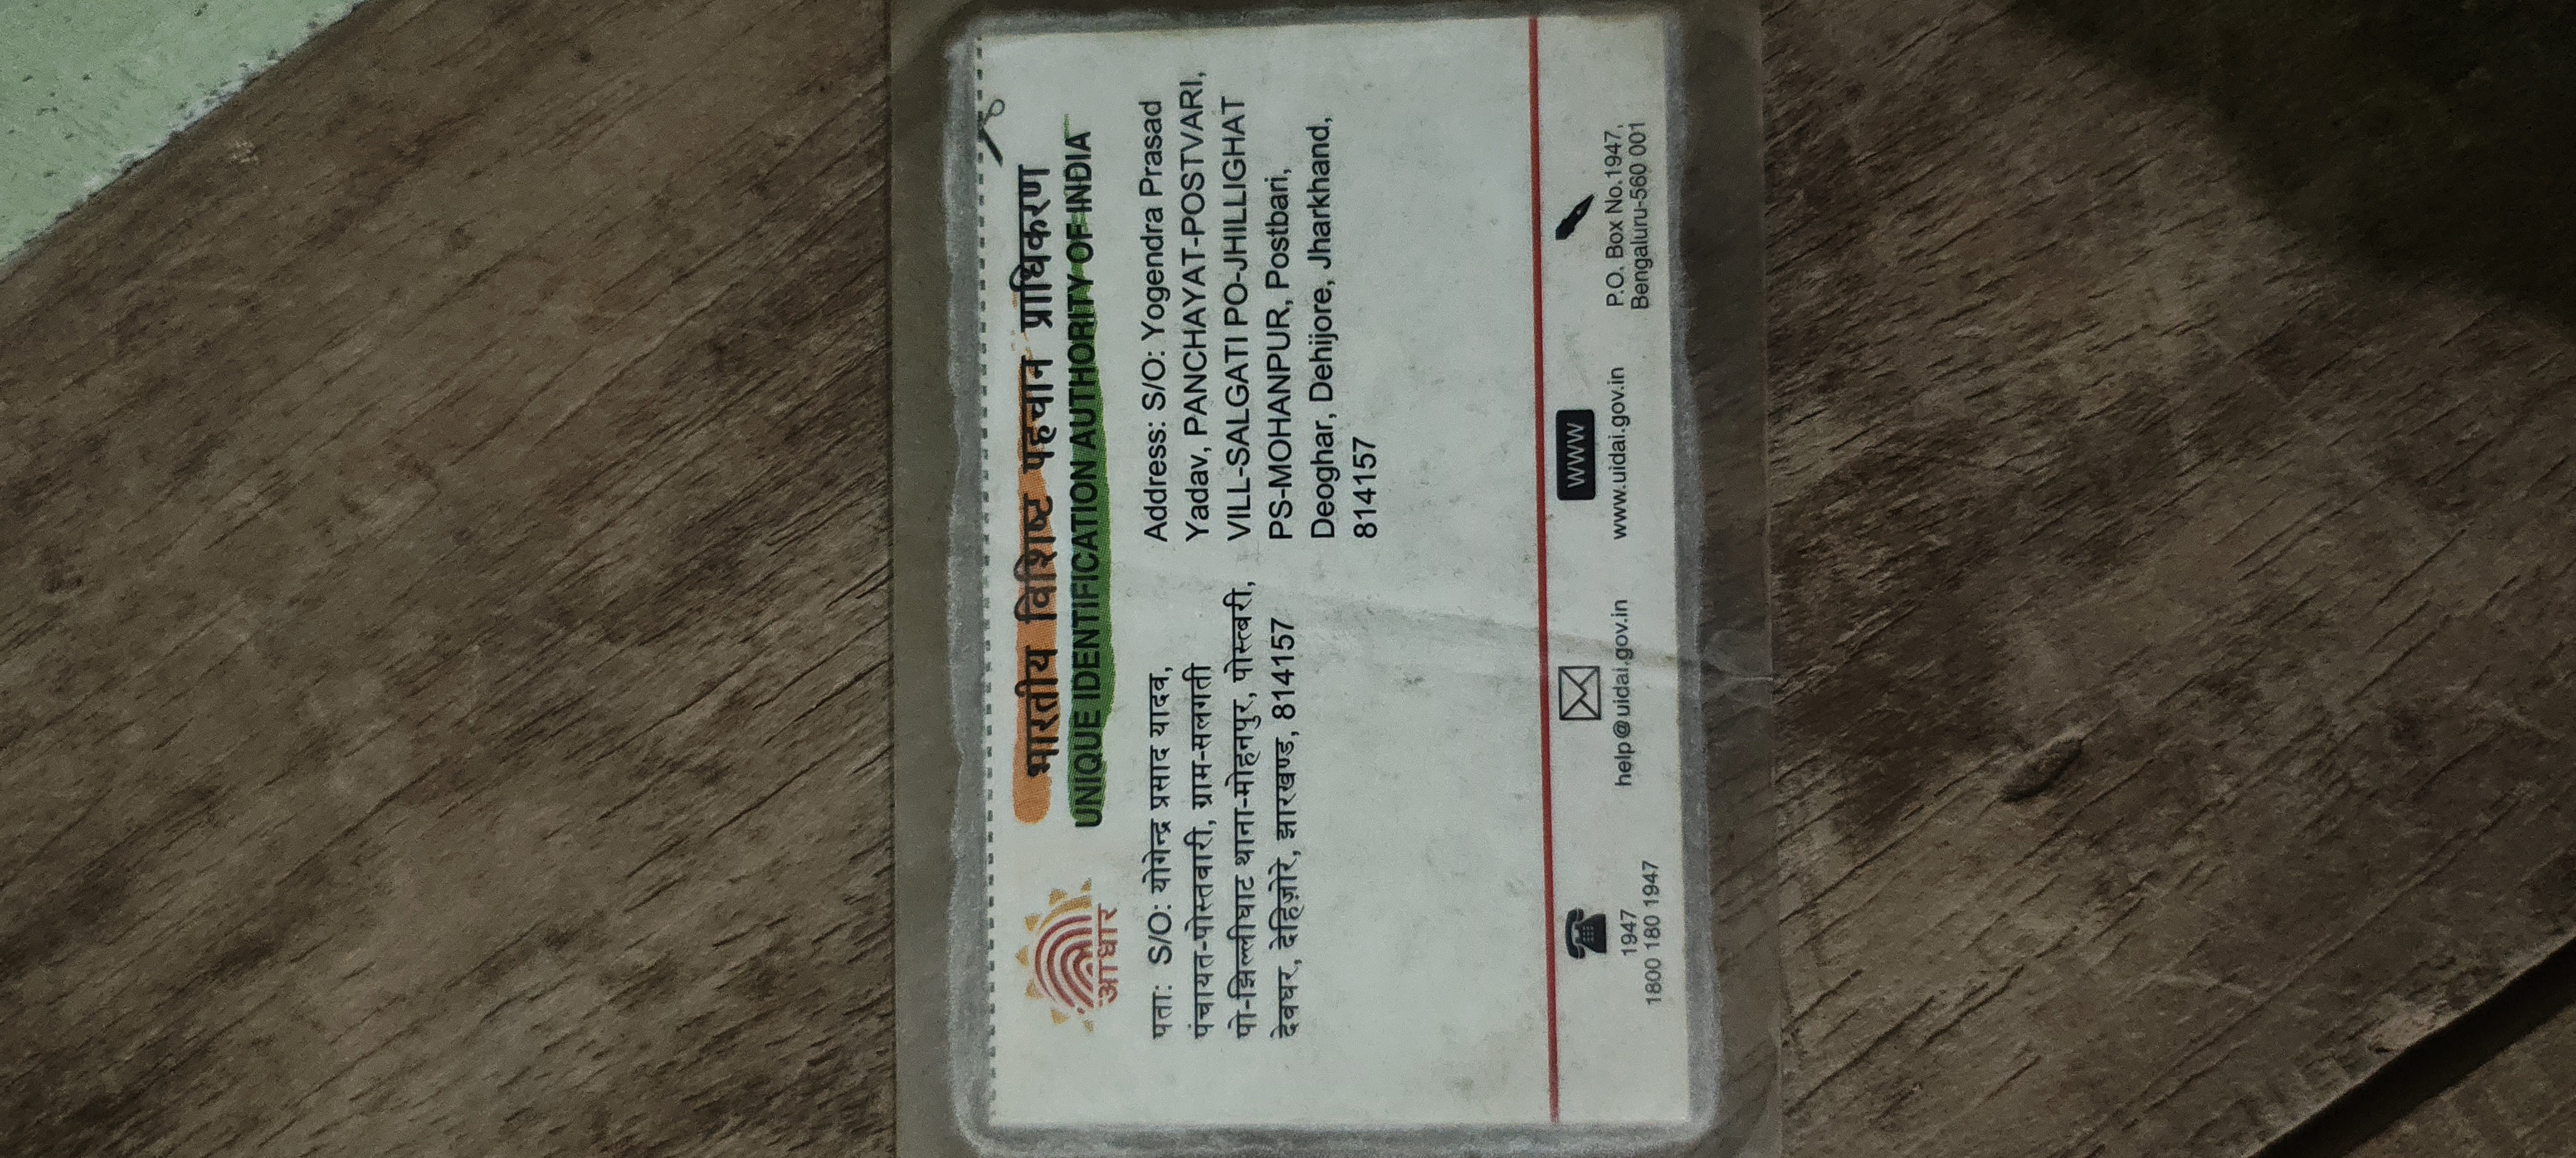 भारतीय विशिष्ट पहचान प्राधिकरण
UNIQUE IDENTIFICATION AUTHORITY OF INDIA
आधार
पता: S/O: योगेन्द्र प्रसाद यादव,
पंचायत-पोस्तवारी, ग्राम-सलगती
पो-झिल्लीघाट थाना-मोहनपुर, पोस्त्बरी,
देवघर, देहिज़ोरे, झारखण्ड, 814157
Address: S/O: Yogendra Prasad
Yadav, PANCHAYAT-POSTVARI,
VILL-SALGATI PO-JHILLIGHAT
PS-MOHANPUR, Postbari,
Deoghar, Dehijore, Jharkhand,
814157
1947
1800 180 1947
help@uidai.gov.in
WWW
www.uidai.gov.in
P.O. Box No.1947,
Bengaluru-560 001